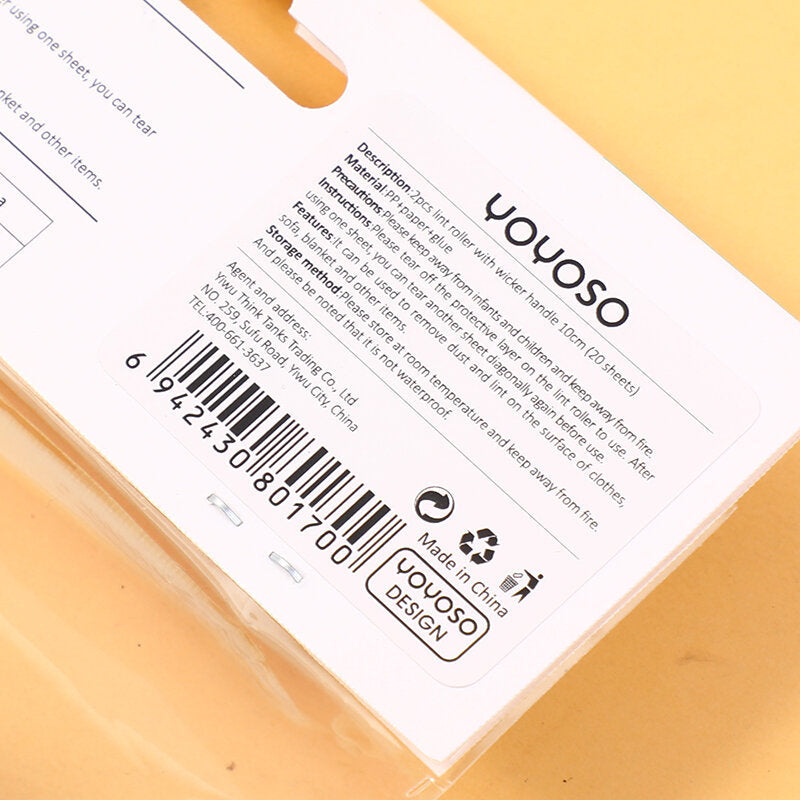 using one sheet, you can tear
ket and other items.
a
YOYOSO
Description:2pcs lint roller with wicker handle 10cm (20 sheets)
Material:PP+paper+glue
Precautions:Please keep away from infants and children and keep away from fire.
Instructions:Please tear off the protective layer on the lint roller to use. After
using one sheet, you can tear another sheet diagonally again before use.
Features:It can be used to remove dust and lint on the surface of clothes,
sofa, blanket and other items.
Storage method:Please store at room temperature and keep away from fire.
And please be noted that it is not waterproof.
Agent and address:
Yiwu Think Tanks Trading Co., Ltd
NO. 259, Sufu Road, Yiwu City, China
TEL:400-661-3637
6 942430 801700
Made in China
YOYOSO
DESIGN